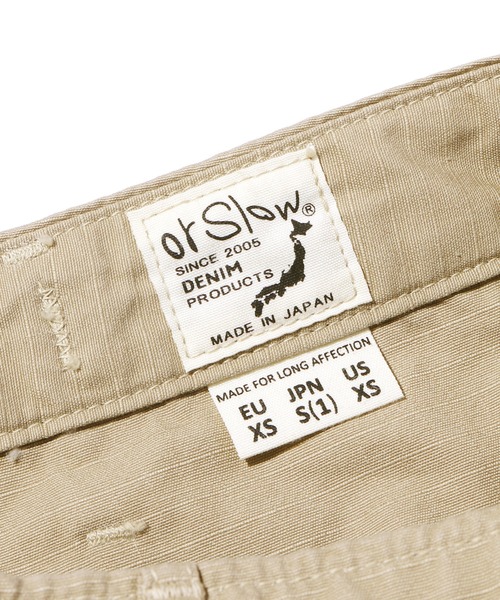 orSlow®
SINCE 2005
DENIM
PRODUCTS
MADE IN JAPAN
MADE FOR LONG AFFECTION
EU JPN US
XS S(1) XS